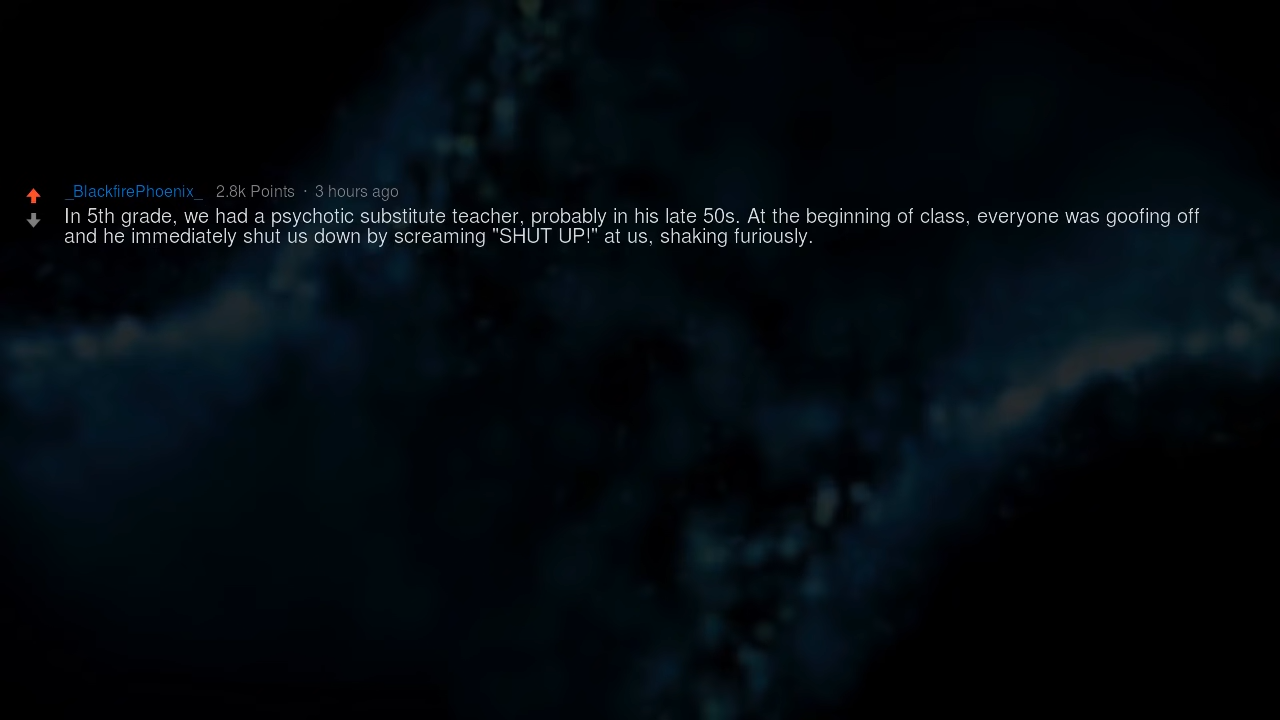 _BlackfirePhoenix_ 2.8k Points · 3 hours ago
In 5th grade, we had a psychotic substitute teacher, probably in his late 50s. At the beginning of class, everyone was goofing off
and he immediately shut us down by screaming "SHUT UP!" at us, shaking furiously.